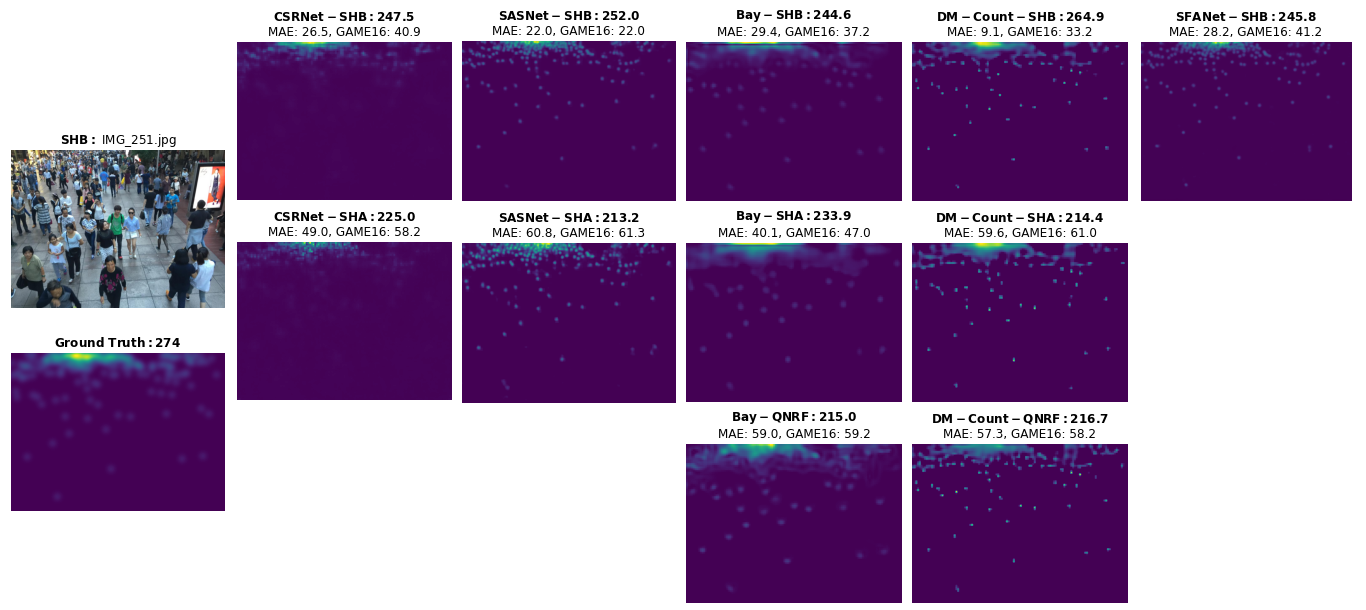 CSRNet − SHB: 247.5
MAE: 26.5, GAME16: 40.9
SASNet − SHB: 252.0
MAE: 22.0, GAME16: 22.0
Bay − SHB: 244.6
MAE: 29.4, GAME16: 37.2
DM − Count − SHB: 264.9
MAE: 9.1, GAME16: 33.2
SFANet − SHB: 245.8
MAE: 28.2, GAME16: 41.2
SHB: IMG_251.jpg
CSRNet − SHA: 225.0
MAE: 49.0, GAME16: 58.2
SASNet − SHA: 213.2
MAE: 60.8, GAME16: 61.3
Bay − SHA: 233.9
MAE: 40.1, GAME16: 47.0
DM − Count − SHA: 214.4
MAE: 59.6, GAME16: 61.0
Ground Truth: 274
Bay − QNRF: 215.0
MAE: 59.0, GAME16: 59.2
DM − Count − QNRF: 216.7
MAE: 57.3, GAME16: 58.2